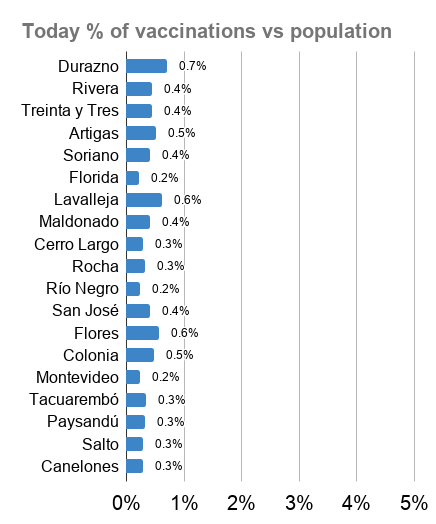 Today % of vaccinations vs population
Durazno 0.7%
Rivera 0.4%
Treinta y Tres 0.4%
Artigas 0.5%
Soriano 0.4%
Florida 0.2%
Lavalleja 0.6%
Maldonado 0.4%
Cerro Largo 0.3%
Rocha 0.3%
Río Negro 0.2%
San José 0.4%
Flores 0.6%
Colonia 0.5%
Montevideo 0.2%
Tacuarembó 0.3%
Paysandú 0.3%
Salto 0.3%
Canelones 0.3%
0% 1% 2% 3% 4% 5%